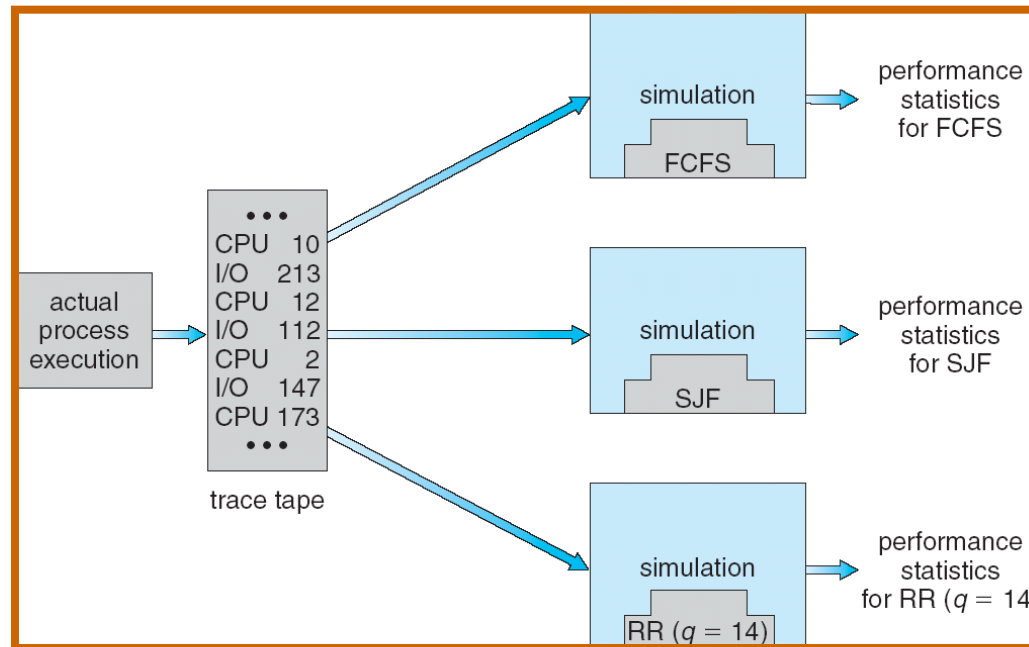 actual
process
execution
• • •
CPU 10
I/O 213
CPU 12
I/O 112
CPU 2
I/O 147
CPU 173
• • •
trace tape
simulation
FCFS
performance
statistics
for FCFS
simulation
SJF
performance
statistics
for SJF
simulation
RR (q = 14)
performance
statistics
for RR (q = 14